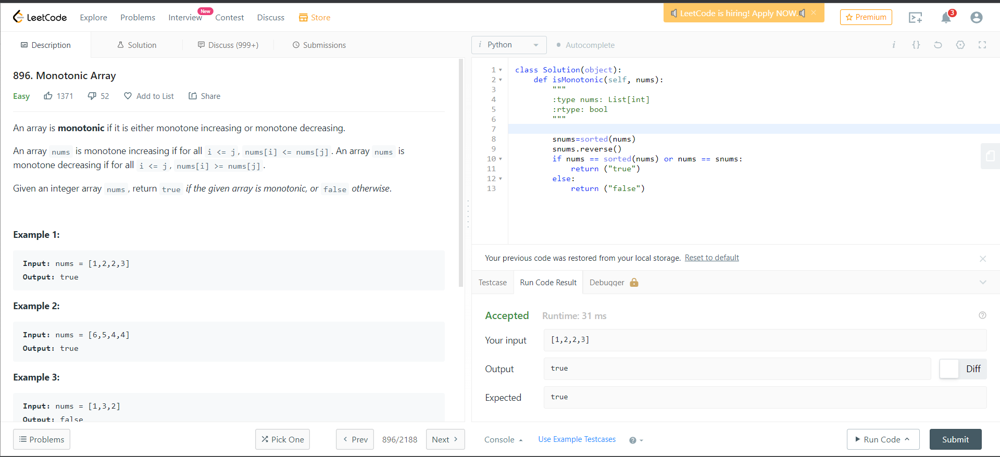 LeetCode Explore Problems Interview New Contest Discuss Store LeetCode is hiring! Apply NOW. × Premium 3
Description Solution Discuss (999+) Submissions
896. Monotonic Array
Easy 1371 52 Add to List Share
An array is monotonic if it is either monotone increasing or monotone decreasing.
An array nums is monotone increasing if for all i <= j, nums[i] <= nums[j]. An array nums is
monotone decreasing if for all i <= j, nums[i] >= nums[j].
Given an integer array nums, return true if the given array is monotonic, or false otherwise.
Example 1:
Input: nums = [1,2,2,3]
Output: true
Example 2:
Input: nums = [6,5,4,4]
Output: true
Example 3:
Input: nums = [1,3,2]
Output: false
Problems Pick One < Prev 896/2188 Next >
i Python Autocomplete i {}
1 class Solution(object):
2 def isMonotonic(self, nums):
3 """
4 :type nums: List[int]
5 :rtype: bool
6 """
7
8 snums=sorted(nums)
9 snums.reverse()
10 if nums == sorted(nums) or nums == snums:
11 return ("true")
12 else:
13 return ("false")
Your previous code was restored from your local storage. Reset to default
Testcase Run Code Result Debugger
Accepted Runtime: 31 ms ?
Your input [1,2,2,3]
Output true Diff
Expected true
Console Use Example Testcases ? Run Code Submit